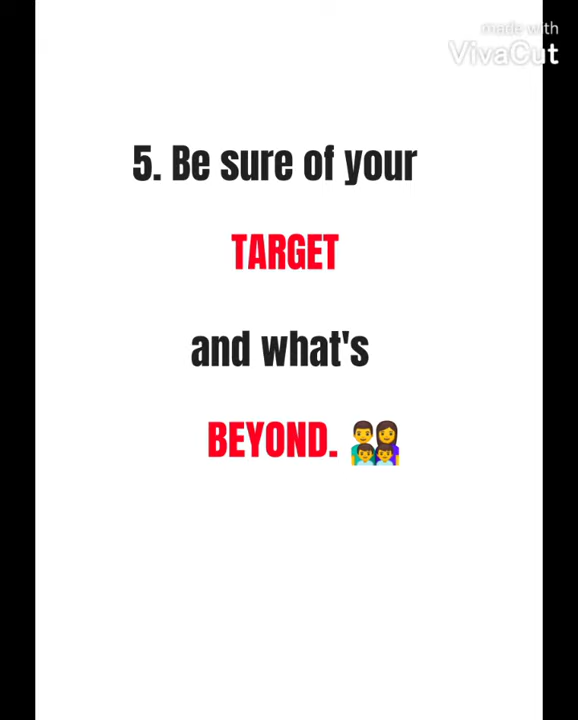 made with
VivaCut
5. Be sure of your
TARGET
and what's
BEYOND. 👨‍👩‍👦‍👦